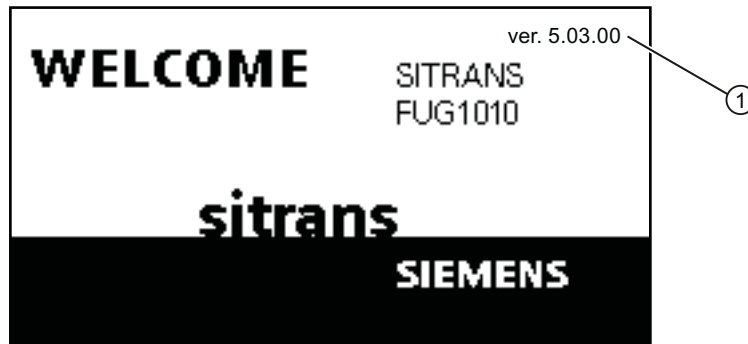 ver. 5.03.00
WELCOME
SITRANS
FUG1010
sitrans
SIEMENS
1